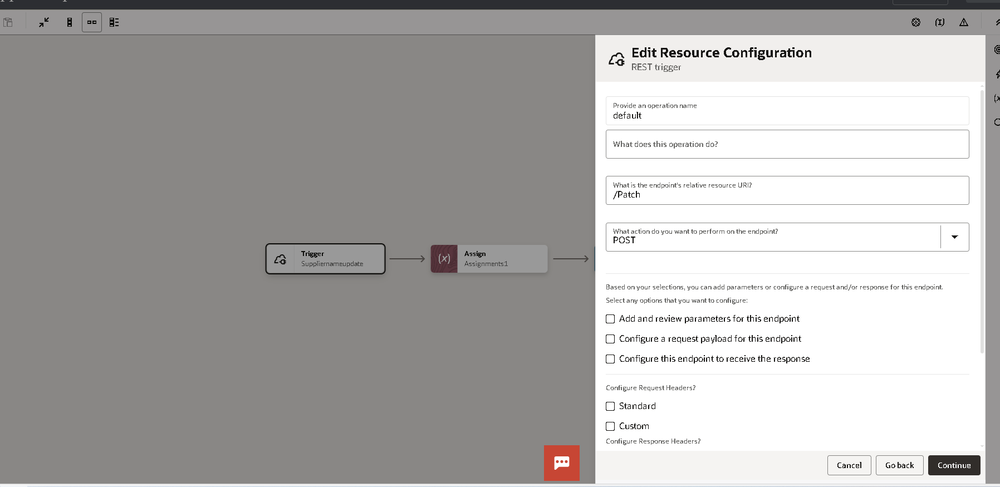 Edit Resource Configuration
REST trigger
Provide an operation name
default
What does this operation do?
What is the endpoint's relative resource URI?
/Patch
What action do you want to perform on the endpoint?
POST
Trigger
Suppliernameupdate
(x)
Assign
Assignments1
Based on your selections, you can add parameters or configure a request and/or response for this endpoint.
Select any options that you want to configure:
Add and review parameters for this endpoint
Configure a request payload for this endpoint
Configure this endpoint to receive the response
Configure Request Headers?
Standard
Custom
Configure Response Headers?
Cancel
Go back
Continue